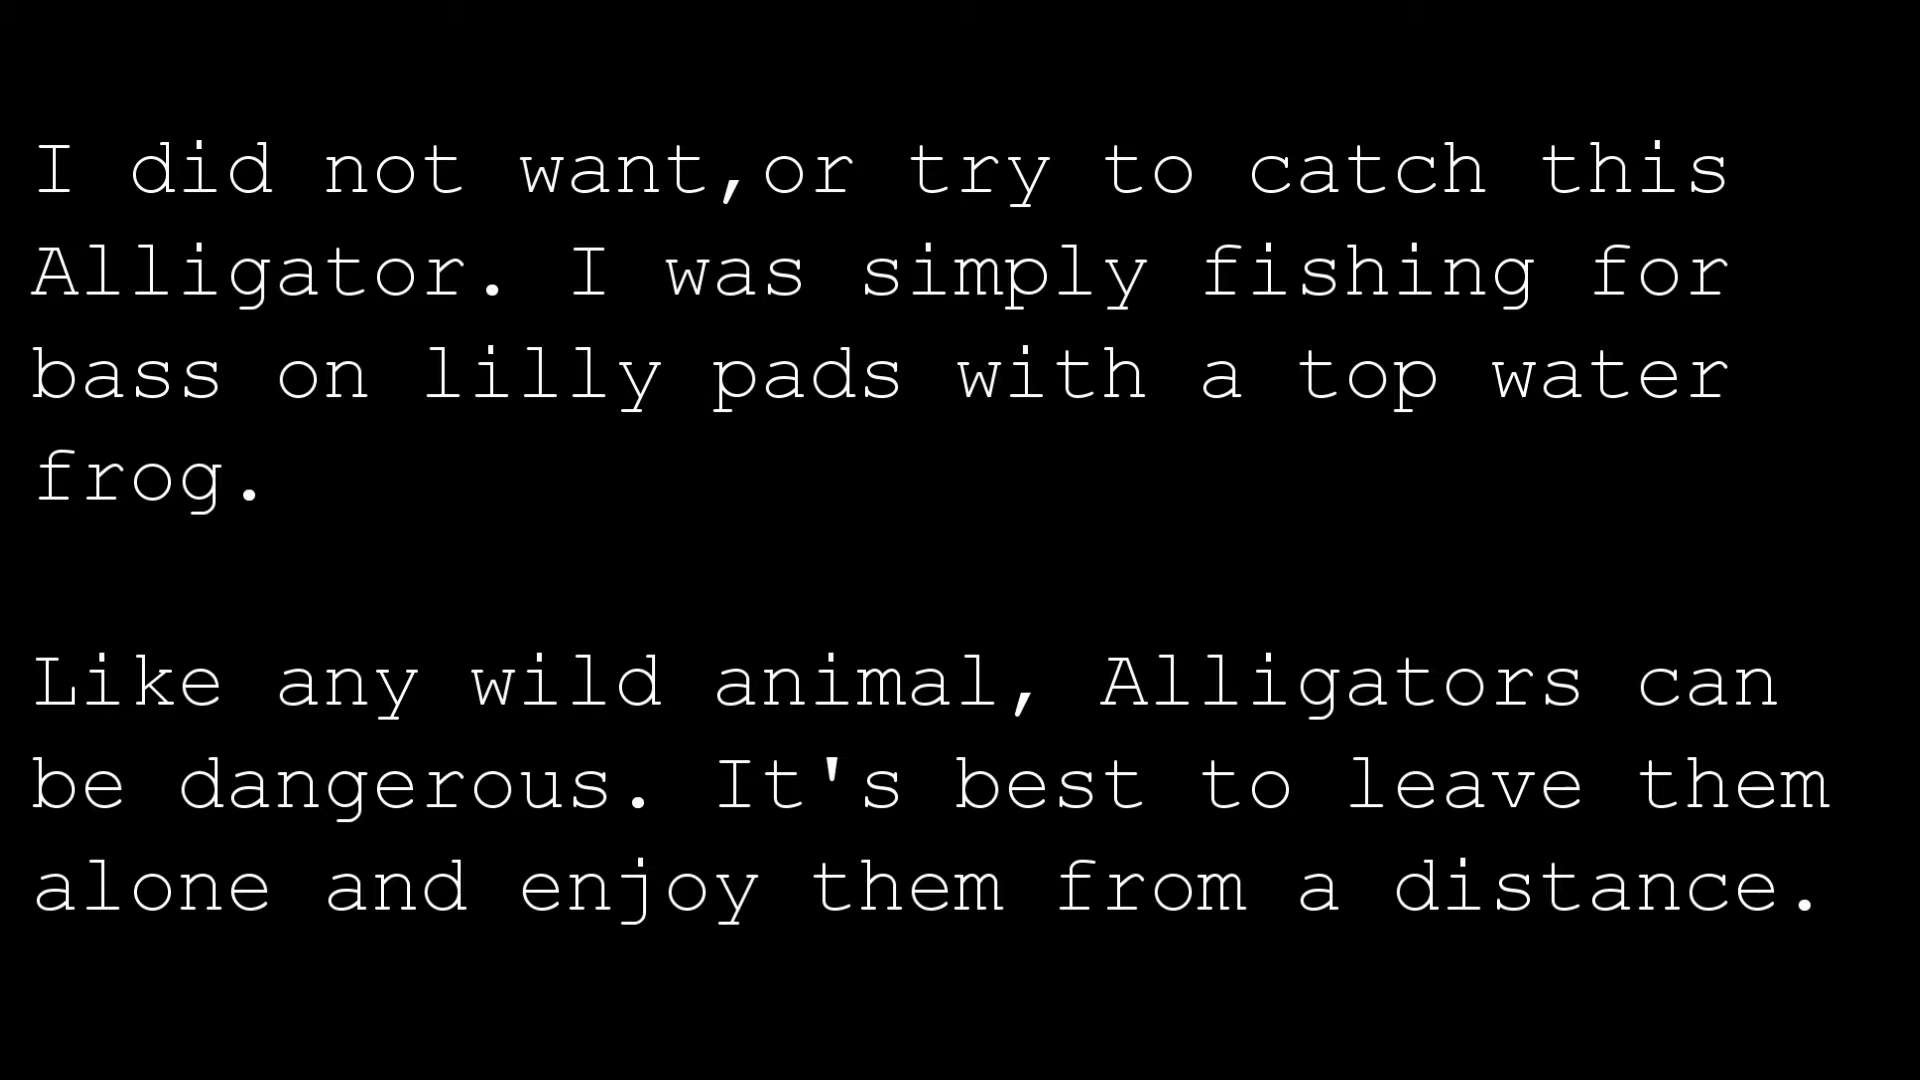 I did not want,or try to catch this
Alligator. I was simply fishing for
bass on lilly pads with a top water
frog.
Like any wild animal, Alligators can
be dangerous. It's best to leave them
alone and enjoy them from a distance.